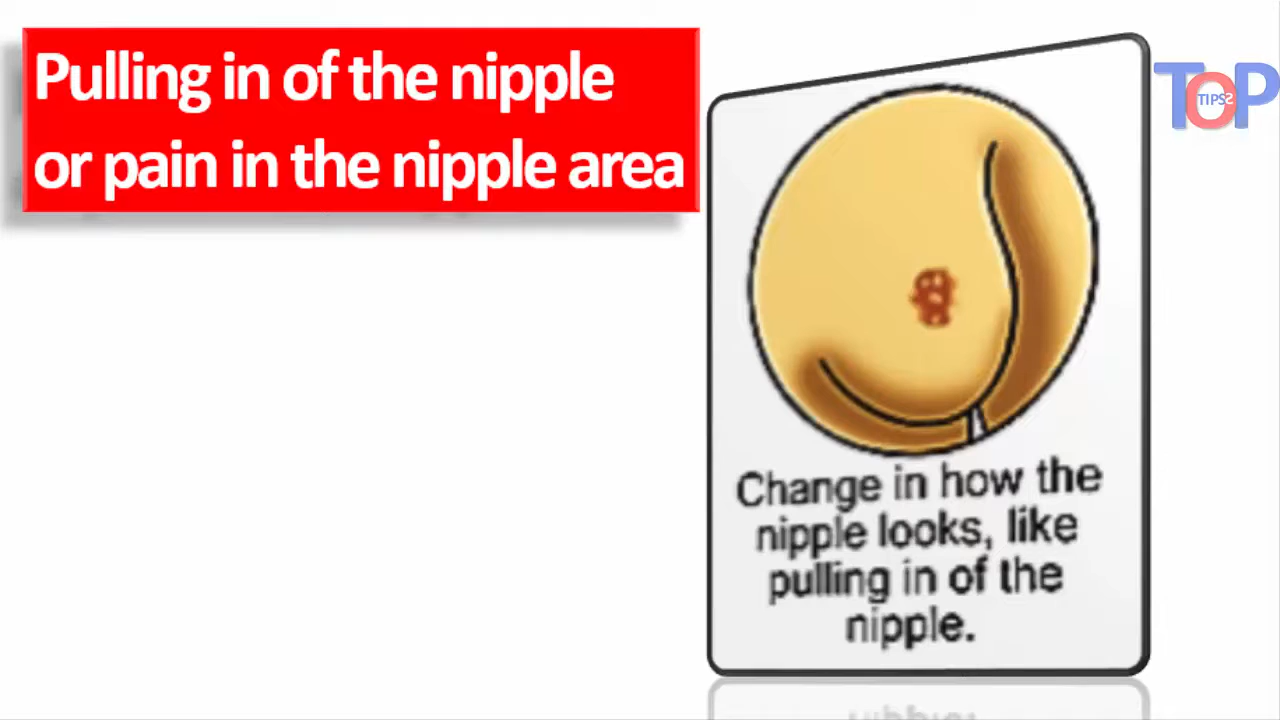 Pulling in of the nipple
or pain in the nipple area
TOP
TIPS2
Change in how the
nipple looks, like
pulling in of the
nipple.